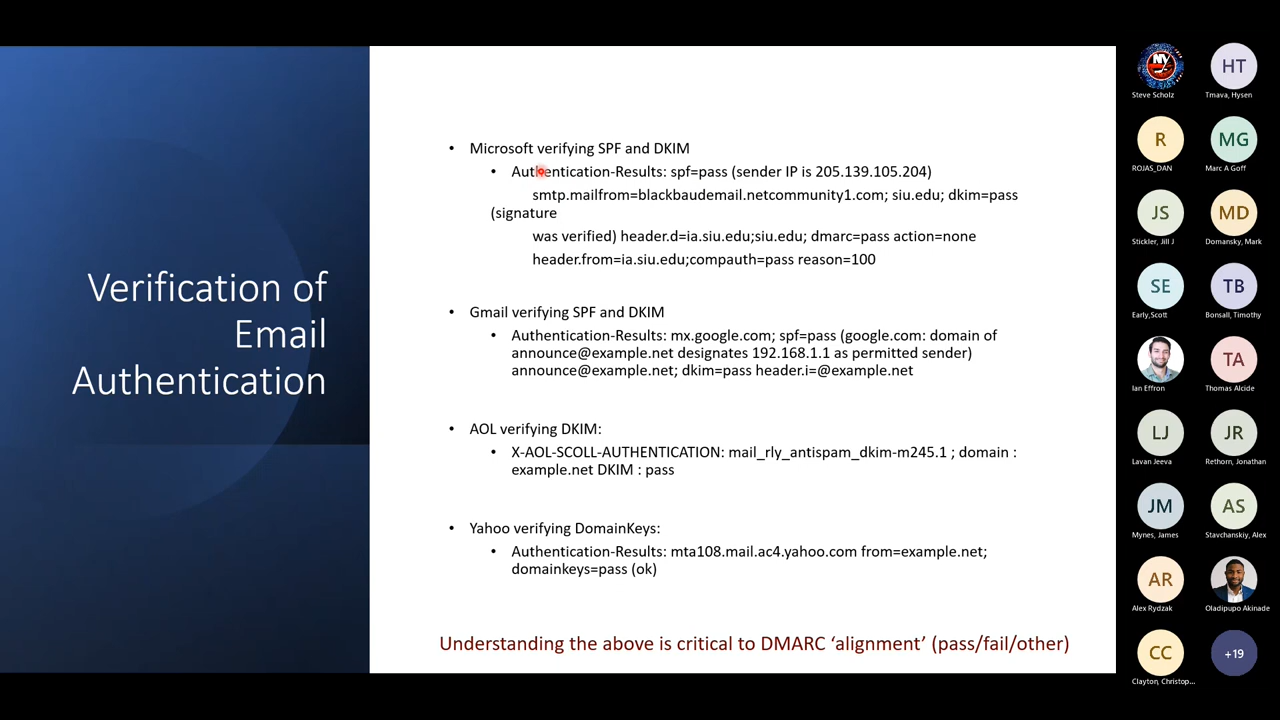 Verification of
Email
Authentication
• Microsoft verifying SPF and DKIM
• Authentication-Results: spf=pass (sender IP is 205.139.105.204)
smtp.mailfrom=blackbaudemail.netcommunity1.com; siu.edu; dkim=pass
(signature
was verified) header.d=ia.siu.edu;siu.edu; dmarc=pass action=none
header.from=ia.siu.edu;compauth=pass reason=100
• Gmail verifying SPF and DKIM
• Authentication-Results: mx.google.com; spf=pass (google.com: domain of
announce@example.net designates 192.168.1.1 as permitted sender)
announce@example.net; dkim=pass header.i=@example.net
• AOL verifying DKIM:
• X-AOL-SCOLL-AUTHENTICATION: mail_rly_antispam_dkim-m245.1 ; domain :
example.net DKIM : pass
• Yahoo verifying DomainKeys:
• Authentication-Results: mta108.mail.ac4.yahoo.com from=example.net;
domainkeys=pass (ok)
Understanding the above is critical to DMARC ‘alignment’ (pass/fail/other)
NY
Steve Scholz
HT
Tmava, Hysen
R
ROJAS_DAN
MG
Marc A Goff
JS
Stickler, Jill J
MD
Domansky, Mark
SE
Early,Scott
TB
Bonsall, Timothy
Ian Effron
TA
Thomas Alcide
LJ
Lavan Jeeva
JR
Rethorn, Jonathan
JM
Mynes, James
AS
Stavchanskiy, Alex
AR
Alex Rydzak
Oladipupo Akinade
CC
Clayton, Christop...
+19